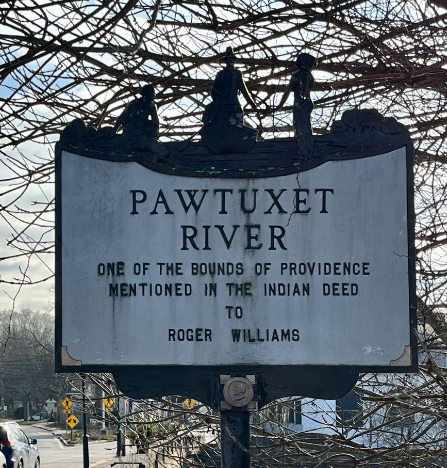 PAWTUXET
RIVER
ONE OF THE BOUNDS OF PROVIDENCE
MENTIONED IN THE INDIAN DEED
TO
ROGER WILLIAMS